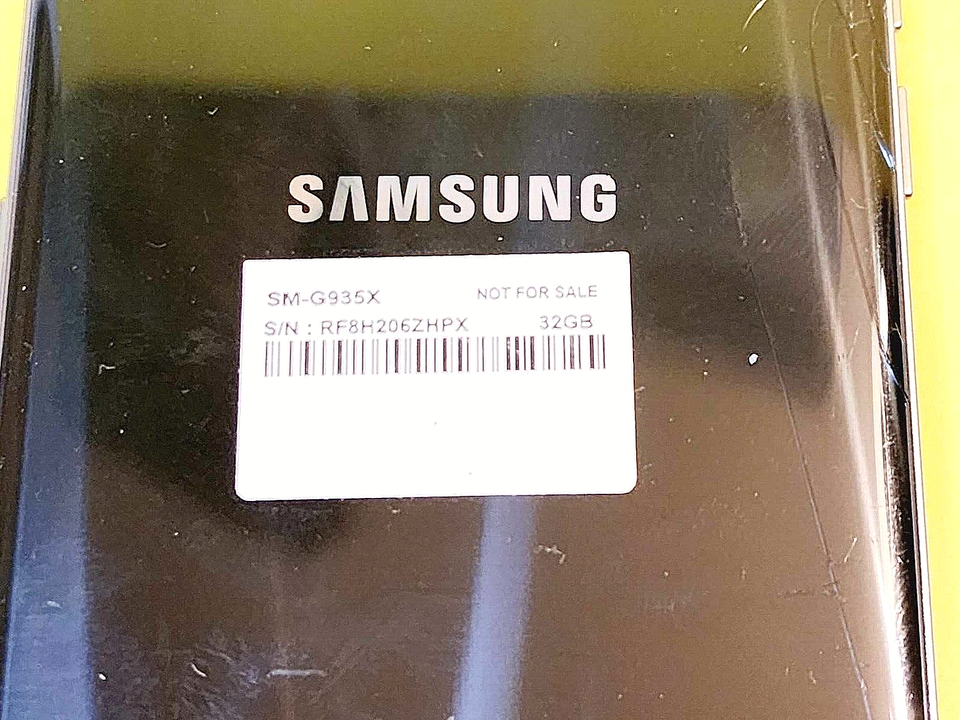 SAMSUNG
SM-G935X NOT FOR SALE
S/N : RF8H206ZHPX 32GB